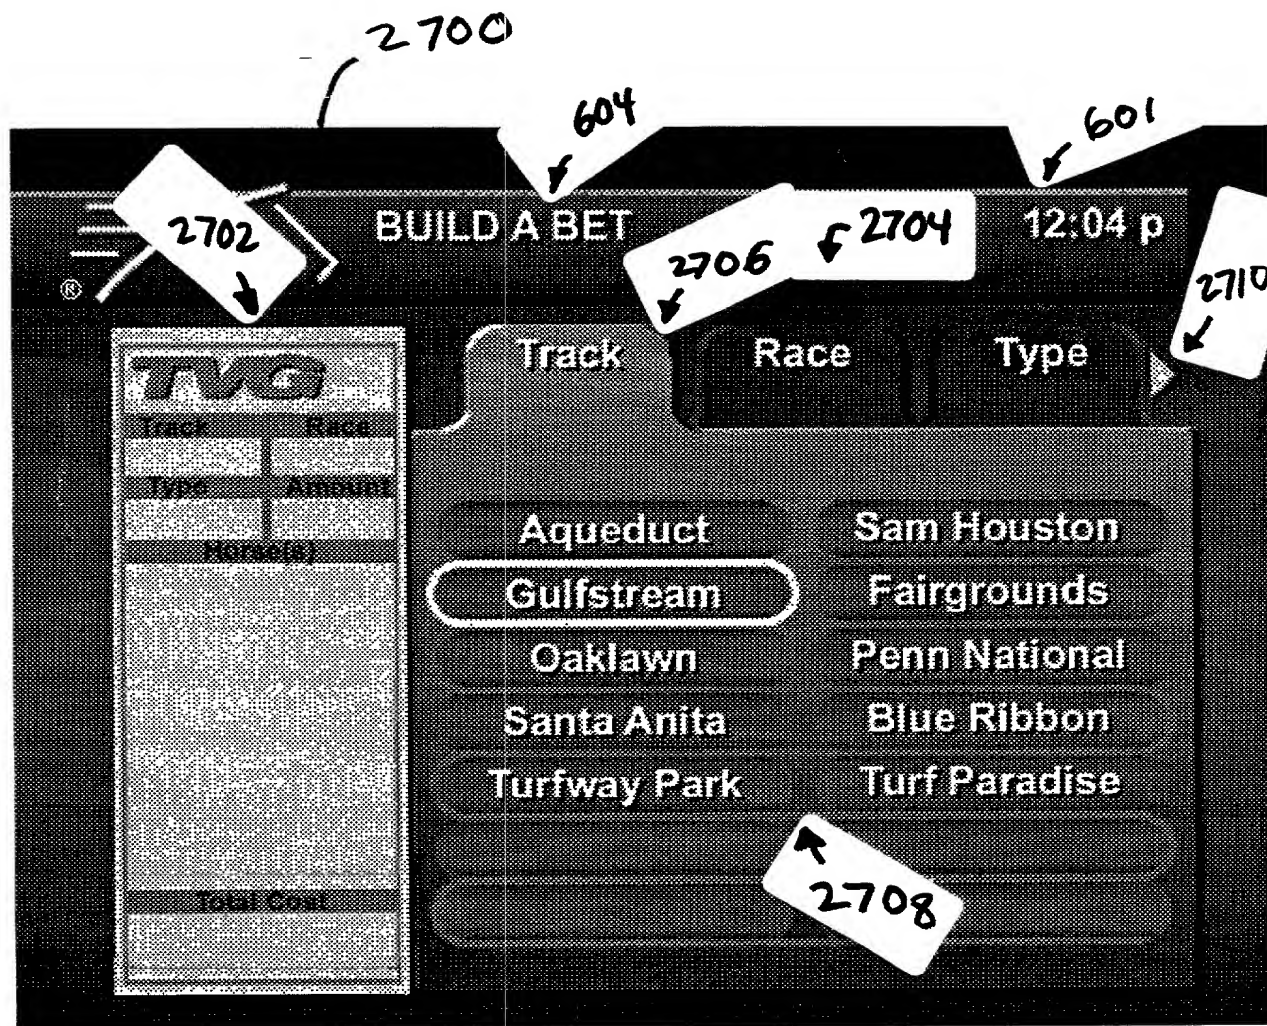 2700
604
601
2702
BUILD A BET
2706
2704
12:04 p
2710
®
TVG
Track Race
Type Amount
Horse(s)
Total Cost
Track Race Type
Aqueduct Sam Houston
Gulfstream Fairgrounds
Oaklawn Penn National
Santa Anita Blue Ribbon
Turfway Park Turf Paradise
2708